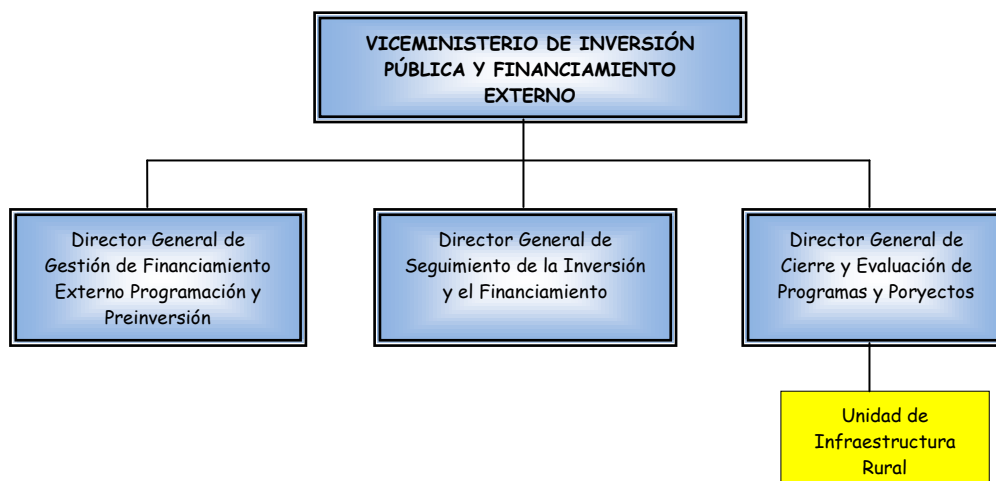 VICEMINISTERIO DE INVERSIÓN
PÚBLICA Y FINANCIAMIENTO
EXTERNO
Director General de
Gestión de Financiamiento
Externo Programación y
Preinversión
Director General de
Seguimiento de la Inversión
y el Financiamiento
Director General de
Cierre y Evaluación de
Programas y Poryectos
Unidad de
Infraestructura
Rural